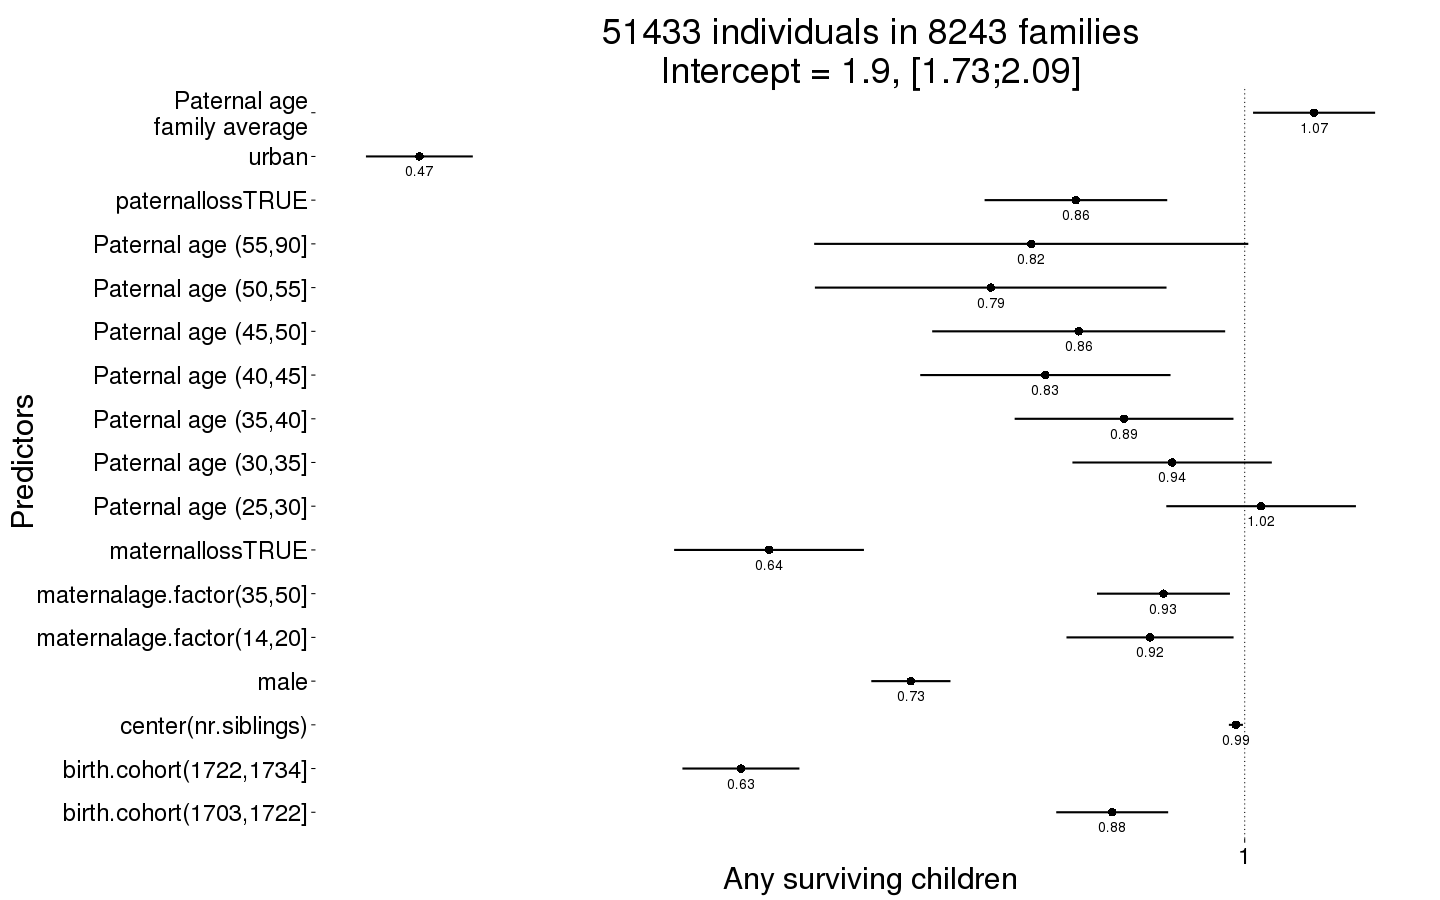 51433 individuals in 8243 families
Intercept = 1.9, [1.73;2.09]
Paternal age
family average
1.07
urban
0.47
paternallossTRUE
0.86
Paternal age (55,90]
0.82
Paternal age (50,55]
0.79
Paternal age (45,50]
0.86
Paternal age (40,45]
0.83
Paternal age (35,40]
0.89
Paternal age (30,35]
0.94
Paternal age (25,30]
1.02
maternallossTRUE
0.64
maternalage.factor(35,50]
0.93
maternalage.factor(14,20]
0.92
male
0.73
center(nr.siblings)
0.99
birth.cohort(1722,1734]
0.63
birth.cohort(1703,1722]
0.88
Predictors
1
Any surviving children